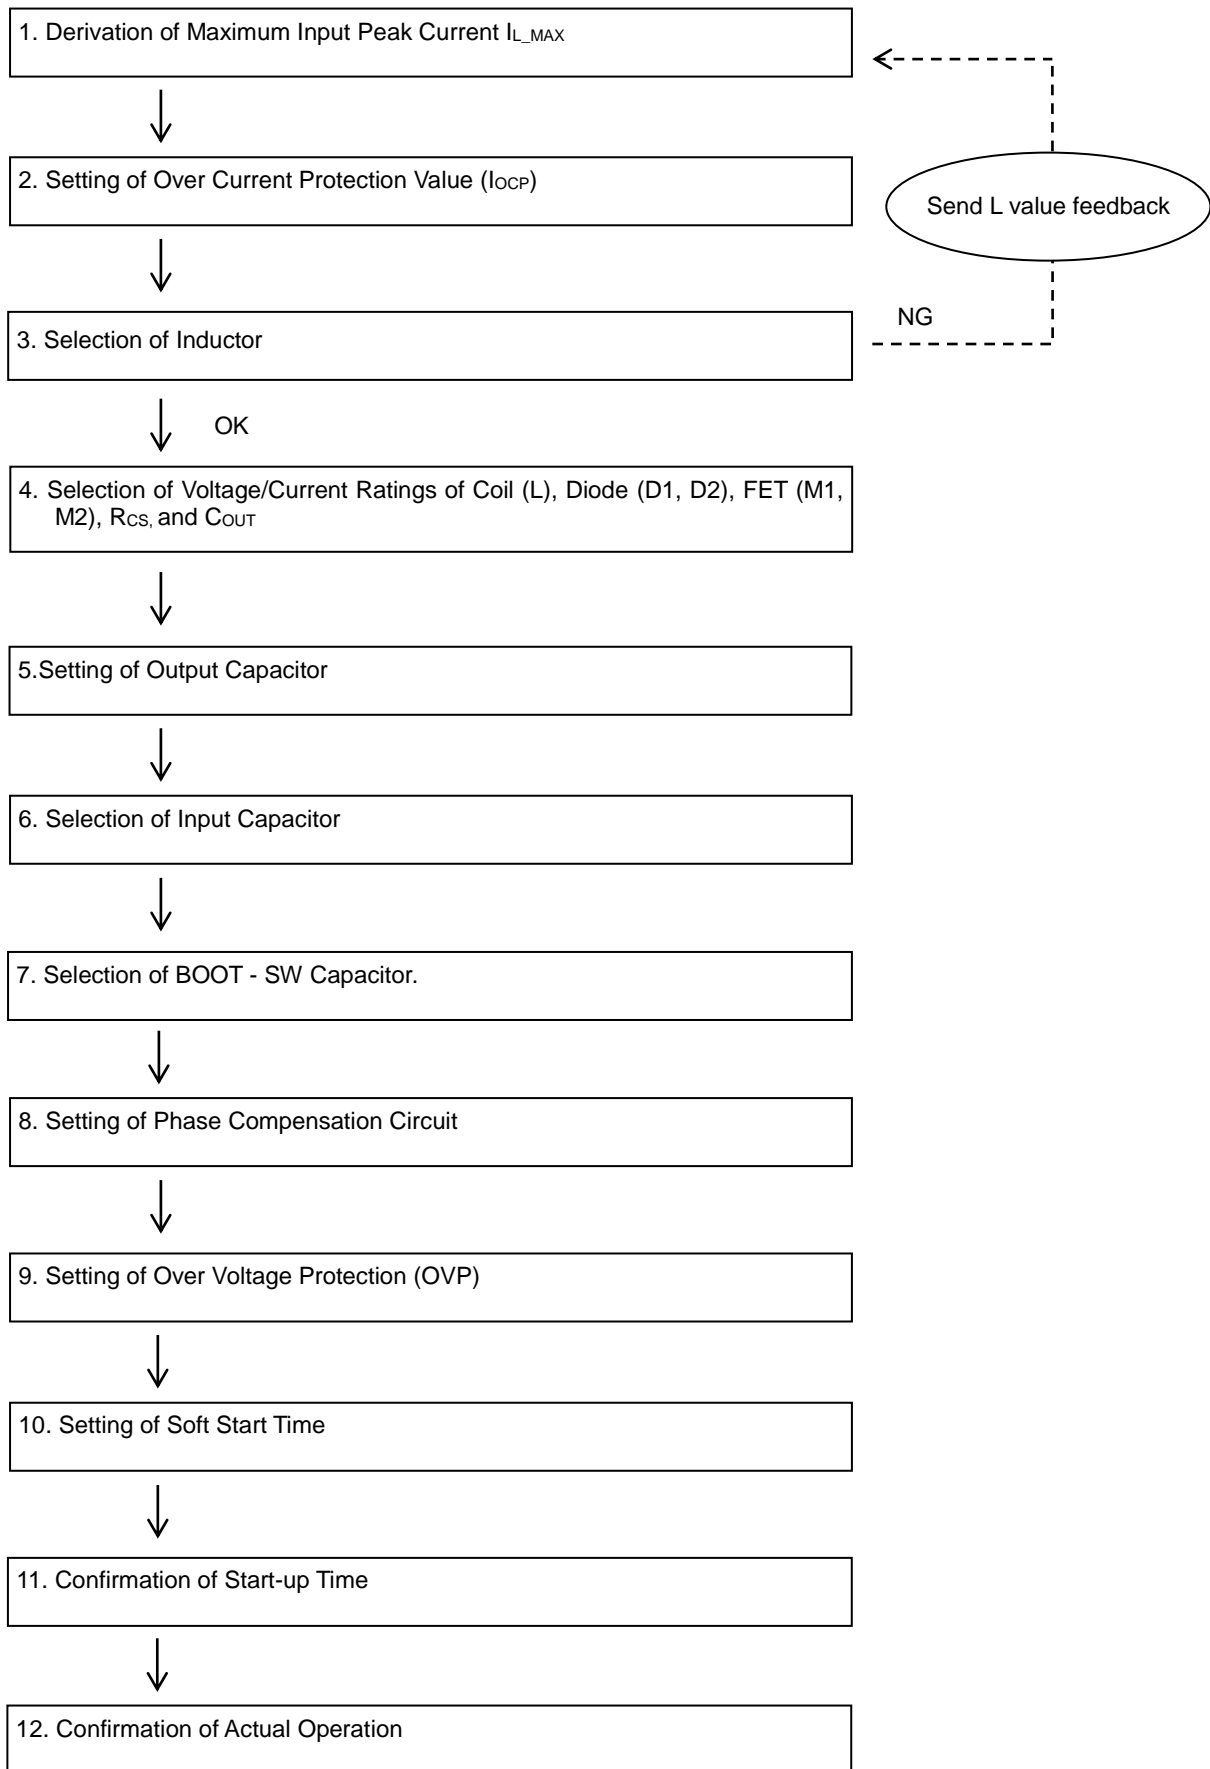 1. Derivation of Maximum Input Peak Current IL_MAX
2. Setting of Over Current Protection Value (IOCP)
Send L value feedback
NG
3. Selection of Inductor
OK
4. Selection of Voltage/Current Ratings of Coil (L), Diode (D1, D2), FET (M1,
M2), RCS, and COUT
5.Setting of Output Capacitor
6. Selection of Input Capacitor
7. Selection of BOOT - SW Capacitor.
8. Setting of Phase Compensation Circuit
9. Setting of Over Voltage Protection (OVP)
10. Setting of Soft Start Time
11. Confirmation of Start-up Time
12. Confirmation of Actual Operation